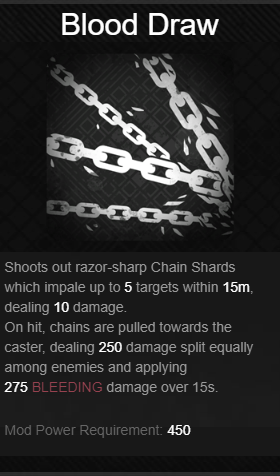 Blood Draw
Shoots out razor-sharp Chain Shards
which impale up to 5 targets within 15m,
dealing 10 damage.
On hit, chains are pulled towards the
caster, dealing 250 damage split equally
among enemies and applying
275 BLEEDING damage over 15s.
Mod Power Requirement: 450